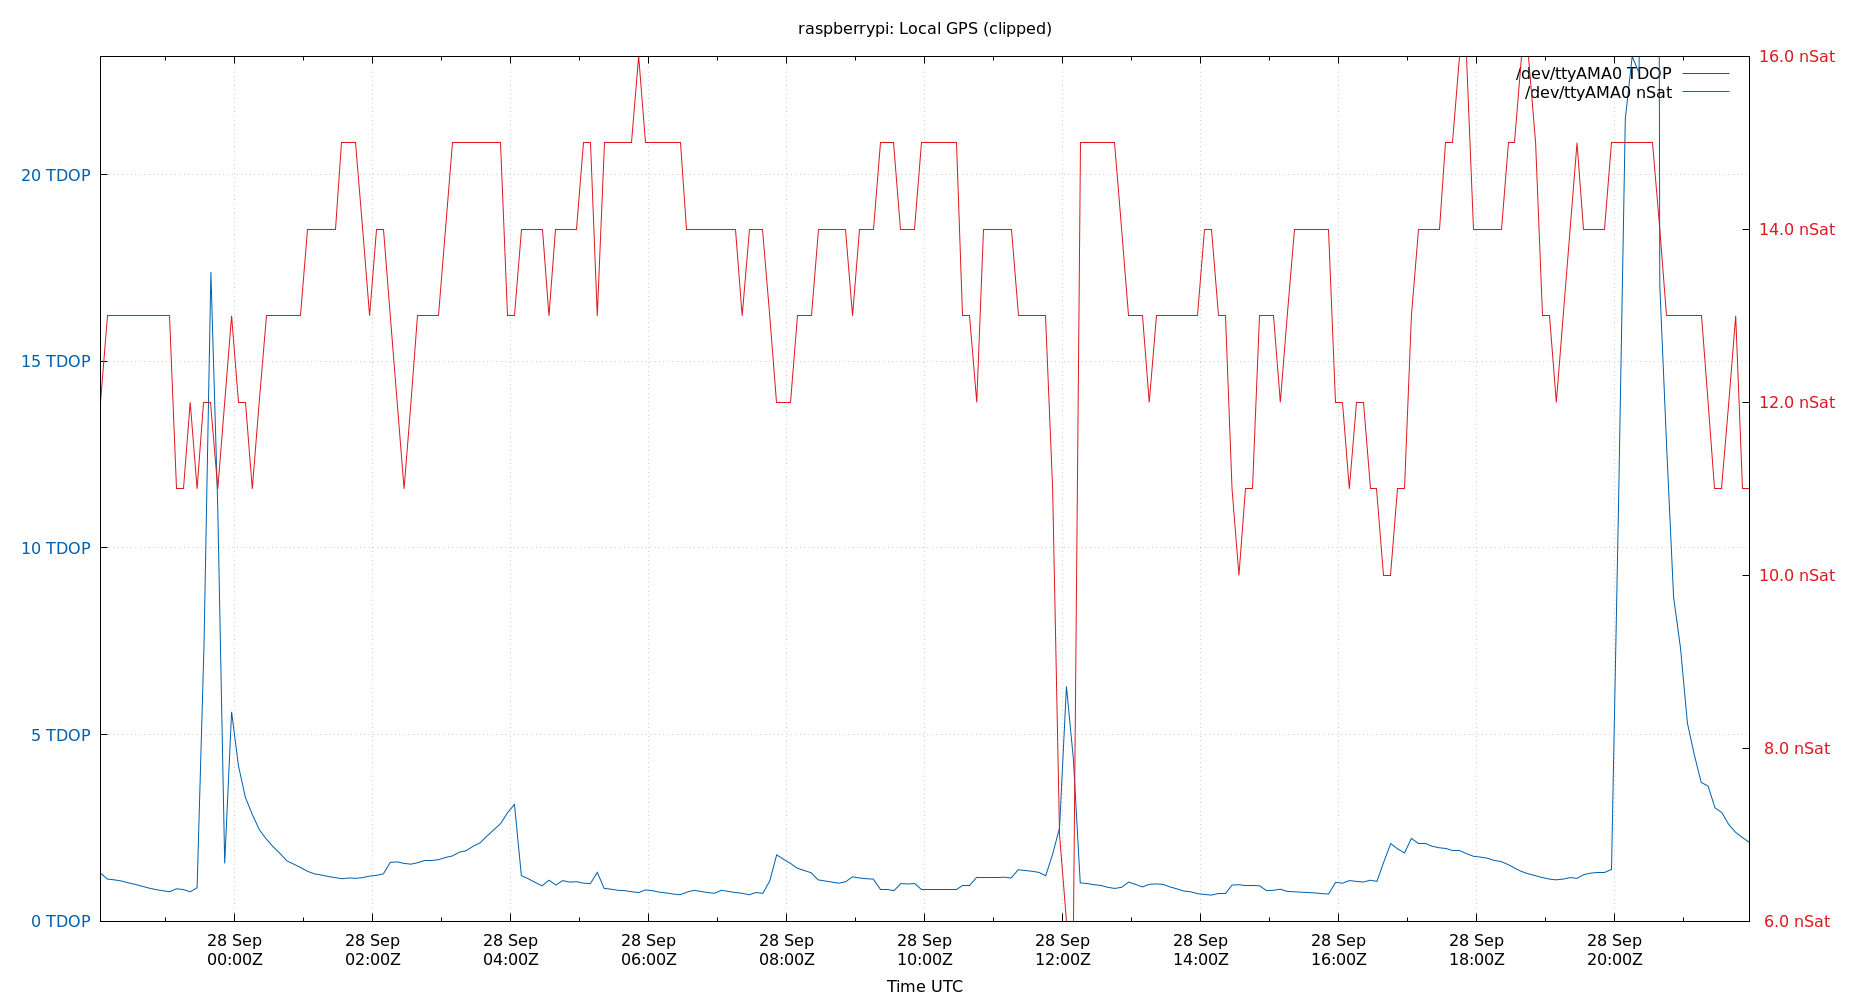 raspberrypi: Local GPS (clipped)
16.0 nSat
/dev/ttyAMA0 TDOP
/dev/ttyAMA0 nSat
20 TDOP
14.0 nSat
15 TDOP
12.0 nSat
10 TDOP
10.0 nSat
5 TDOP
8.0 nSat
0 TDOP
6.0 nSat
28 Sep 28 Sep 28 Sep 28 Sep 28 Sep 28 Sep 28 Sep 28 Sep 28 Sep 28 Sep 28 Sep
00:00Z 02:00Z 04:00Z 06:00Z 08:00Z 10:00Z 12:00Z 14:00Z 16:00Z 18:00Z 20:00Z
Time UTC